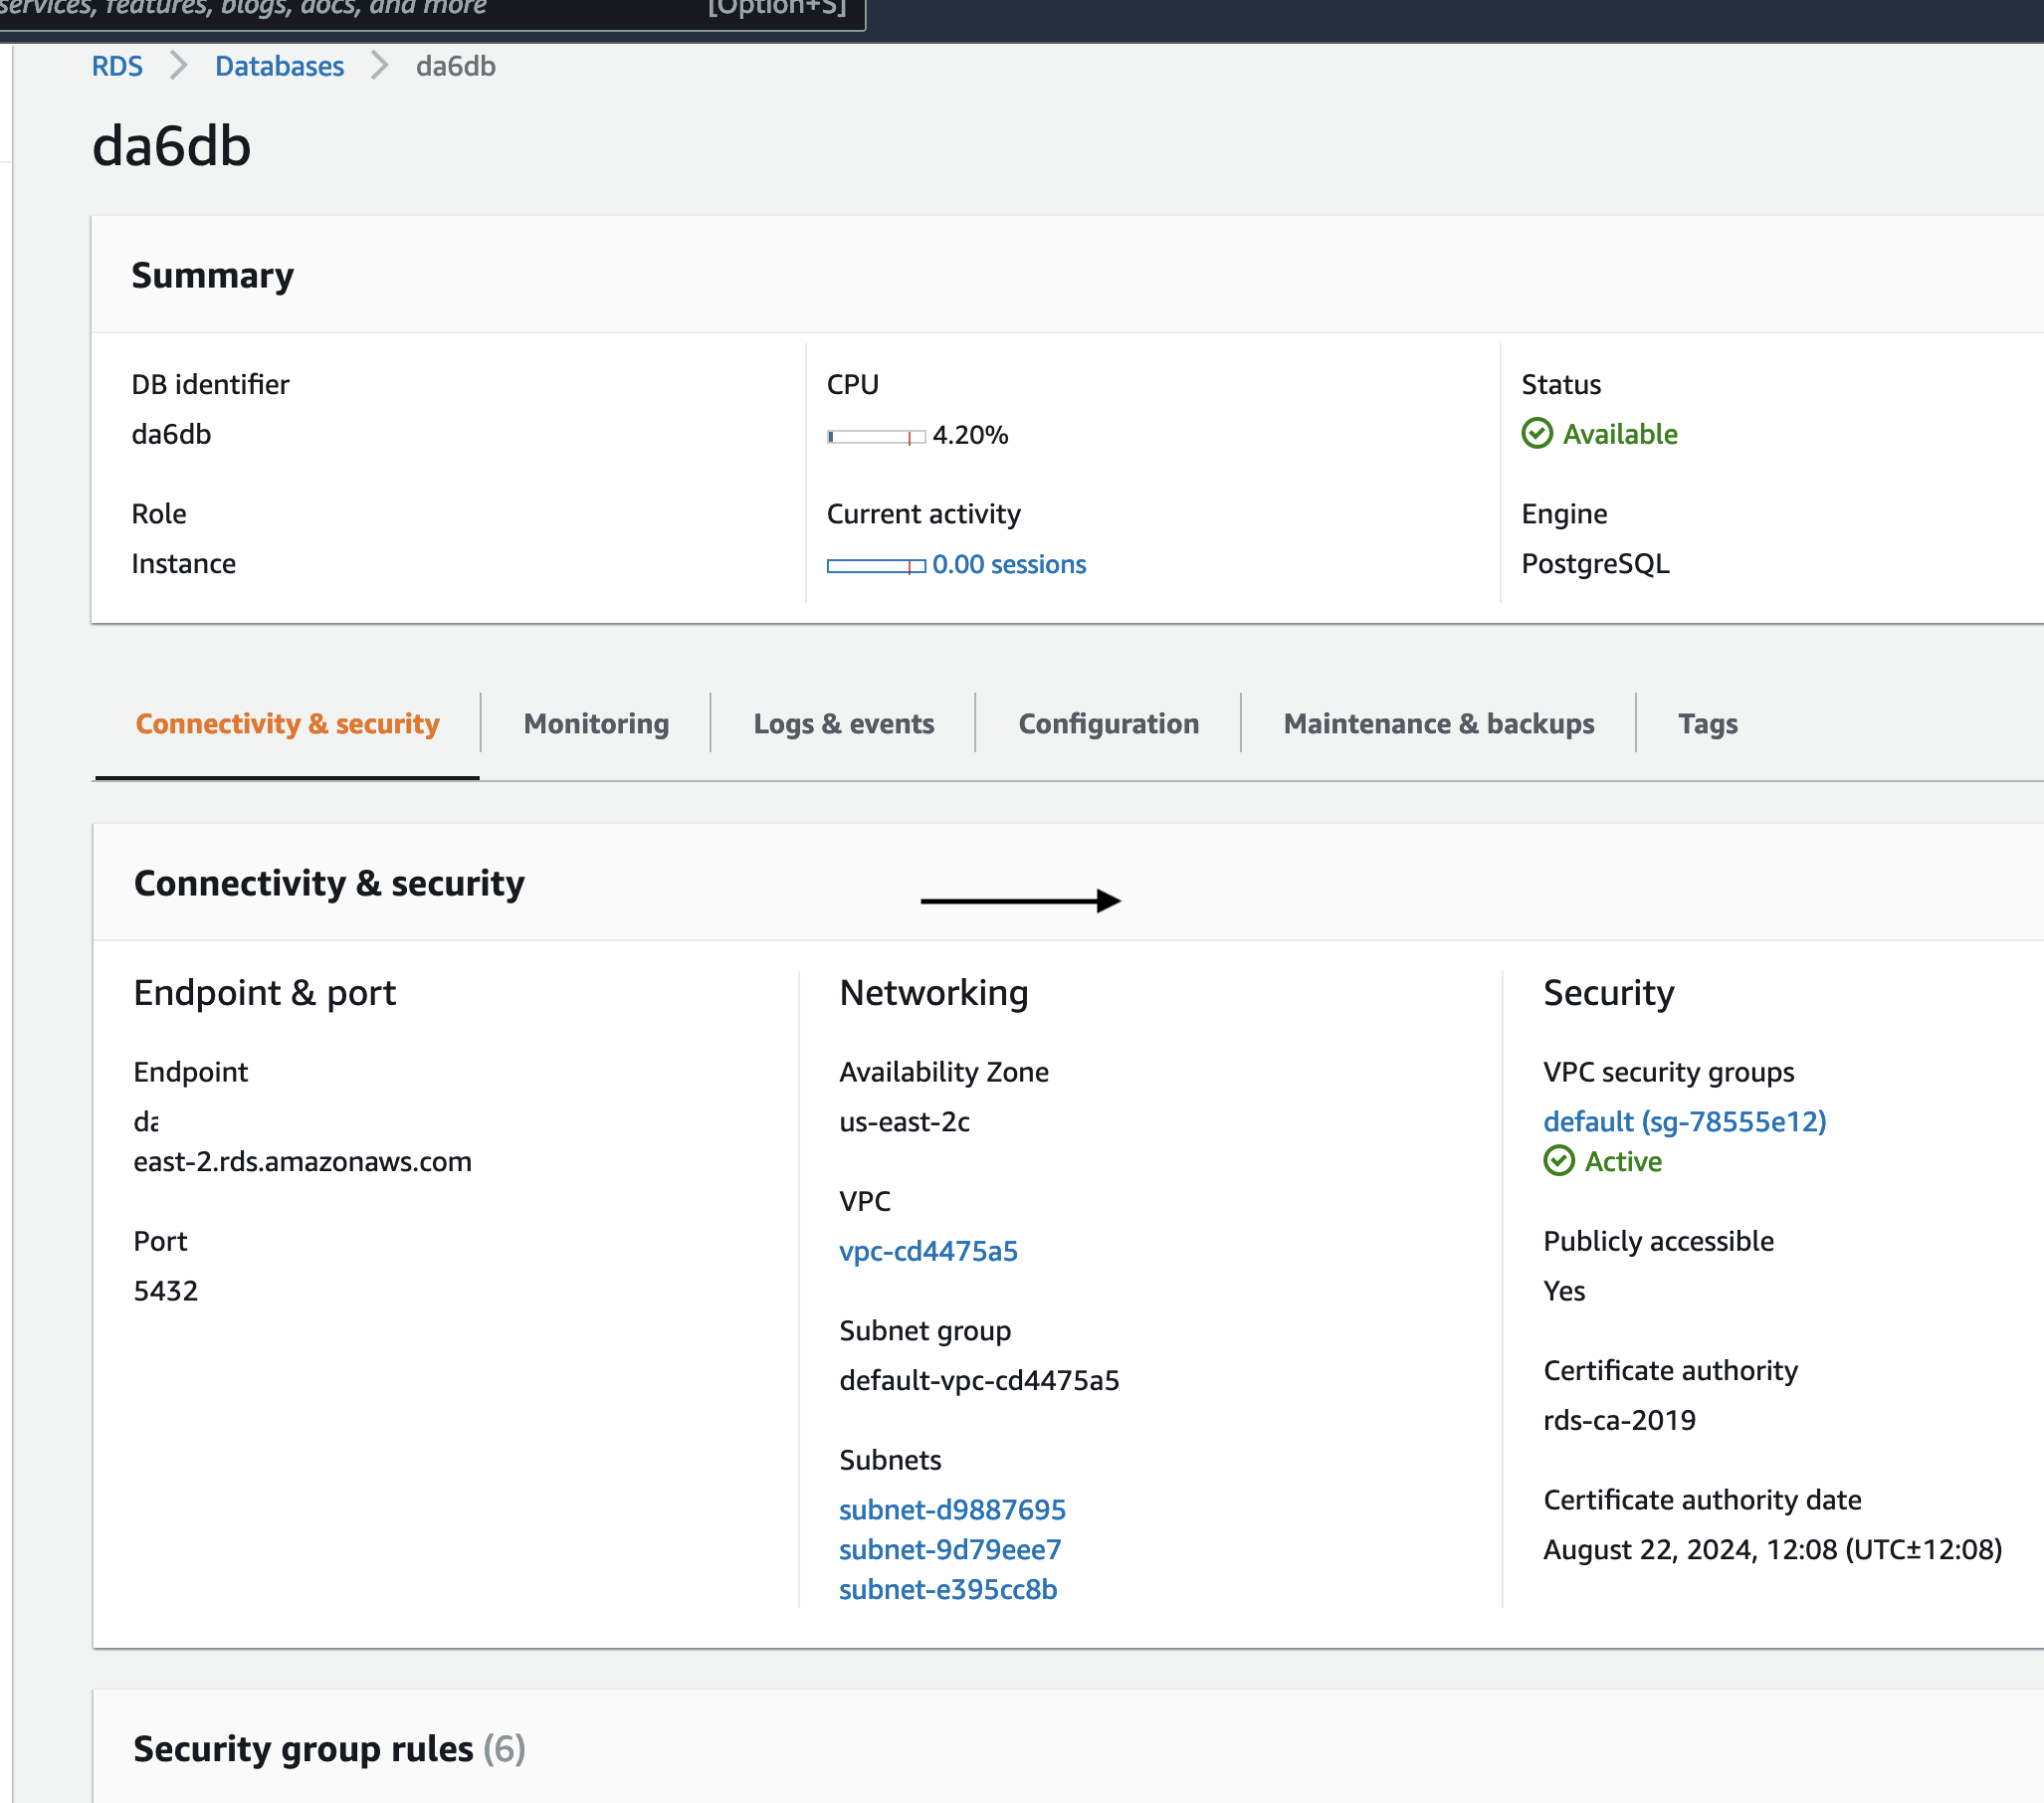 services, features, blogs, docs, and more [Option+S]
RDS Databases da6db
da6db
Summary
DB identifier
da6db
Role
Instance
CPU
4.20%
Current activity
0.00 sessions
Status
Available
Engine
PostgreSQL
Connectivity & security Monitoring Logs & events Configuration Maintenance & backups Tags
Connectivity & security
Endpoint & port
Endpoint
east-2.rds.amazonaws.com
Port
5432
Networking
Availability Zone
us-east-2c
VPC
vpc-cd4475a5
Subnet group
default-vpc-cd4475a5
Subnets
subnet-d9887695
subnet-9d79eee7
subnet-e395cc8b
Security
VPC security groups
default (sg-78555e12)
Active
Publicly accessible
Yes
Certificate authority
rds-ca-2019
Certificate authority date
August 22, 2024, 12:08 (UTC±12:08)
Security group rules (6)